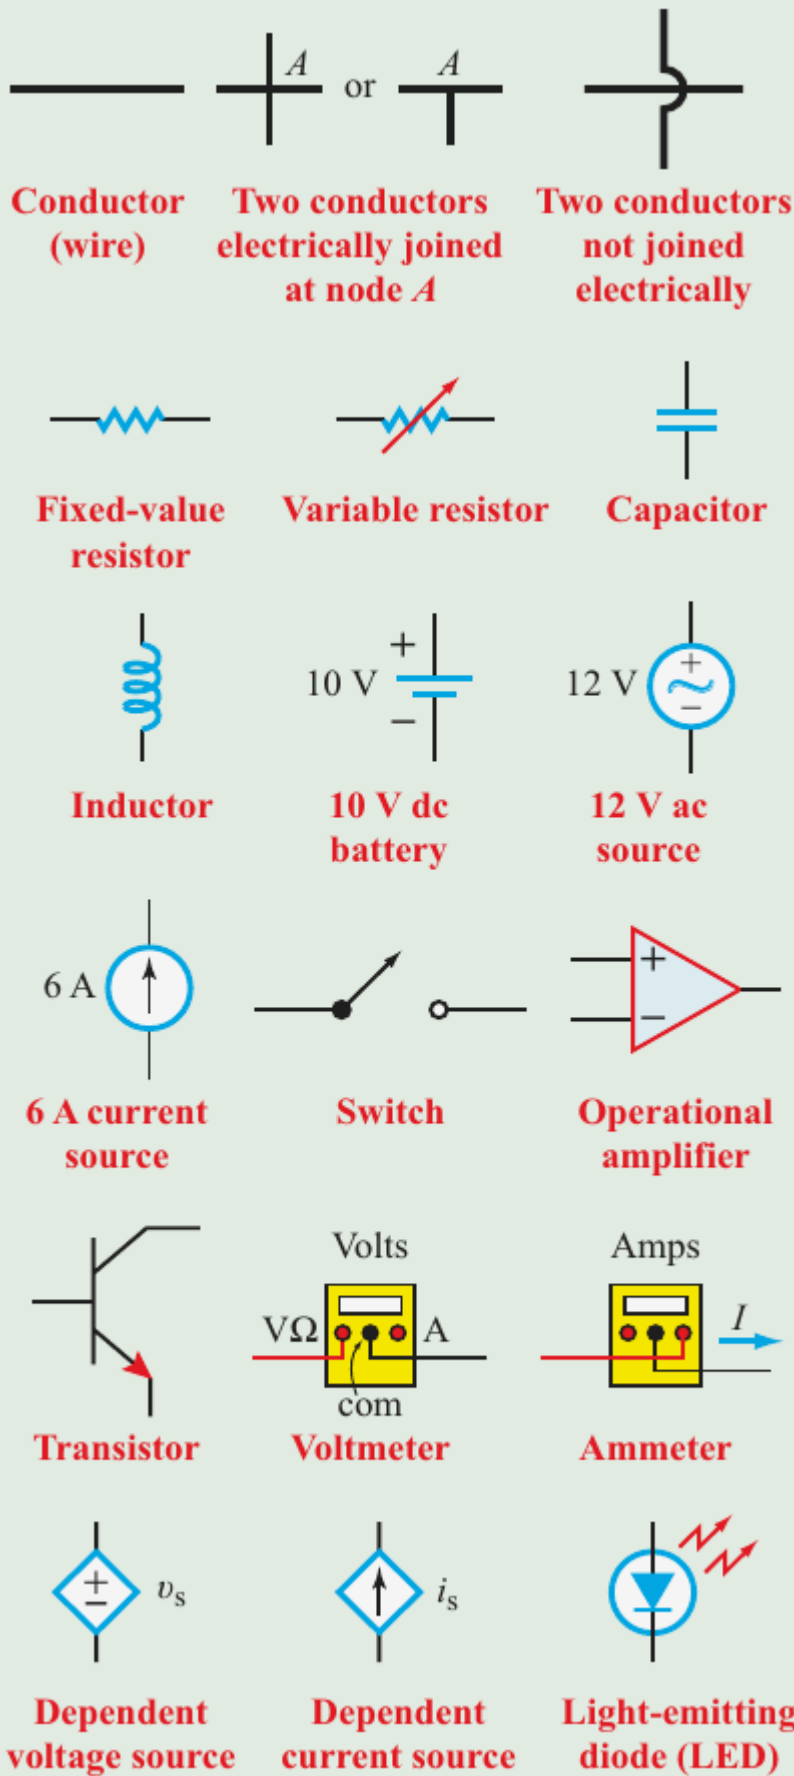 A or A
Conductor
(wire)
Two conductors
electrically joined
at node A
Two conductors
not joined
electrically
Fixed-value
resistor
Variable resistor
Capacitor
10 V + −
12 V + −
Inductor
10 V dc
battery
12 V ac
source
6 A
+
−
6 A current
source
Switch
Operational
amplifier
Volts
VΩ A
com
Amps
I
Transistor
Voltmeter
Ammeter
+ − vs
is
Dependent
voltage source
Dependent
current source
Light-emitting
diode (LED)